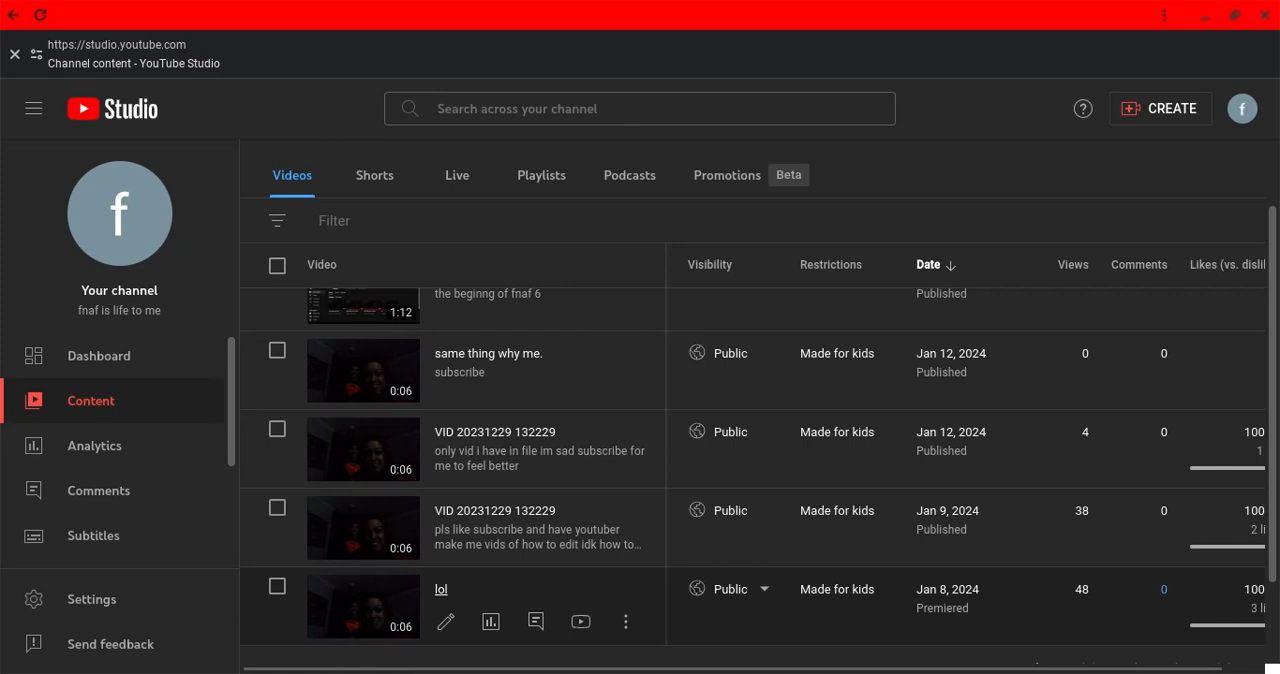 https://studio.youtube.com
Channel content - YouTube Studio
Studio
Search across your channel
CREATE
f
f
Your channel
fnaf is life to me
Dashboard
Content
Analytics
Comments
Subtitles
Settings
Send feedback
Videos Shorts Live Playlists Podcasts Promotions Beta
Filter
Video Visibility Restrictions Date Views Comments Likes (vs. dislil
1:12 the beginng of fnaf 6 Published
same thing why me. Public Made for kids Jan 12, 2024 0 0
subscribe Published
0:06
VID 20231229 132229 Public Made for kids Jan 12, 2024 4 0 100
only vid i have in file im sad subscribe for Published 1
me to feel better
0:06
VID 20231229 132229 Public Made for kids Jan 9, 2024 38 0 100
pls like subscribe and have youtuber Published 2 li
make me vids of how to edit idk how to...
0:06
lol Public Made for kids Jan 8, 2024 48 0 100
Premiered 3 li
0:06